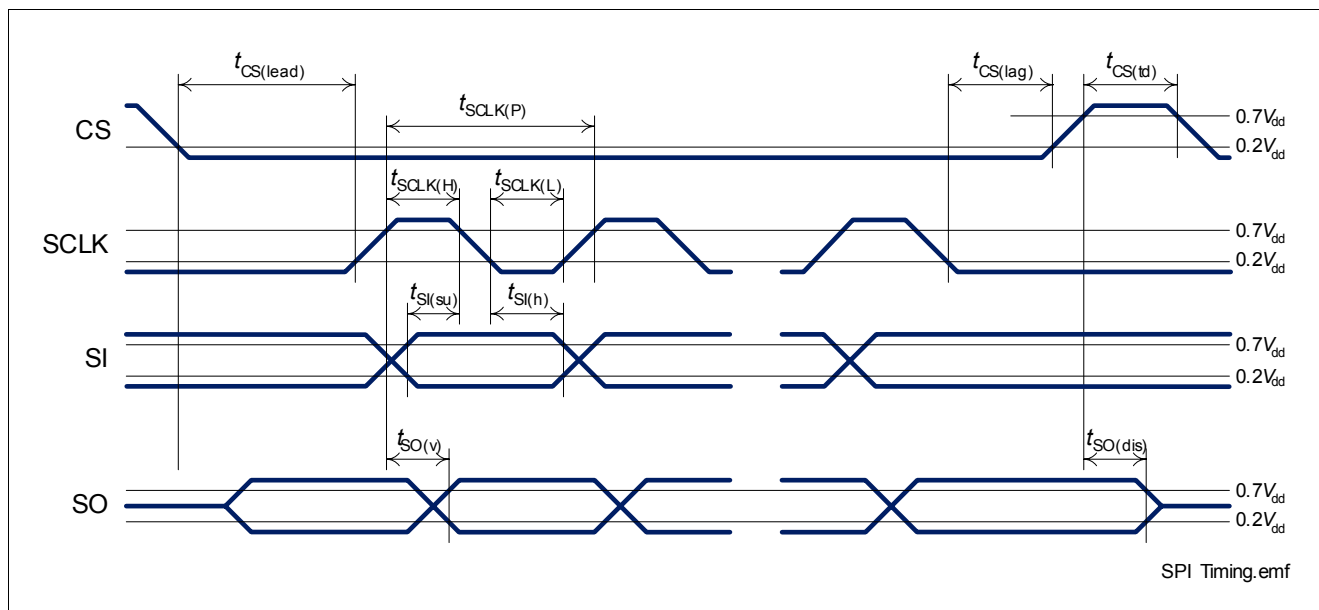 tCS(lead)
tCS(lag)
tCS(td)
tSCLK(P)
CS
0.7Vdd
0.2Vdd
tSCLK(H)
tSCLK(L)
SCLK
0.7Vdd
0.2Vdd
tSI(su)
tSI(h)
SI
0.7Vdd
0.2Vdd
tSO(v)
tSO(dis)
SO
0.7Vdd
0.2Vdd
SPI Timing.emf